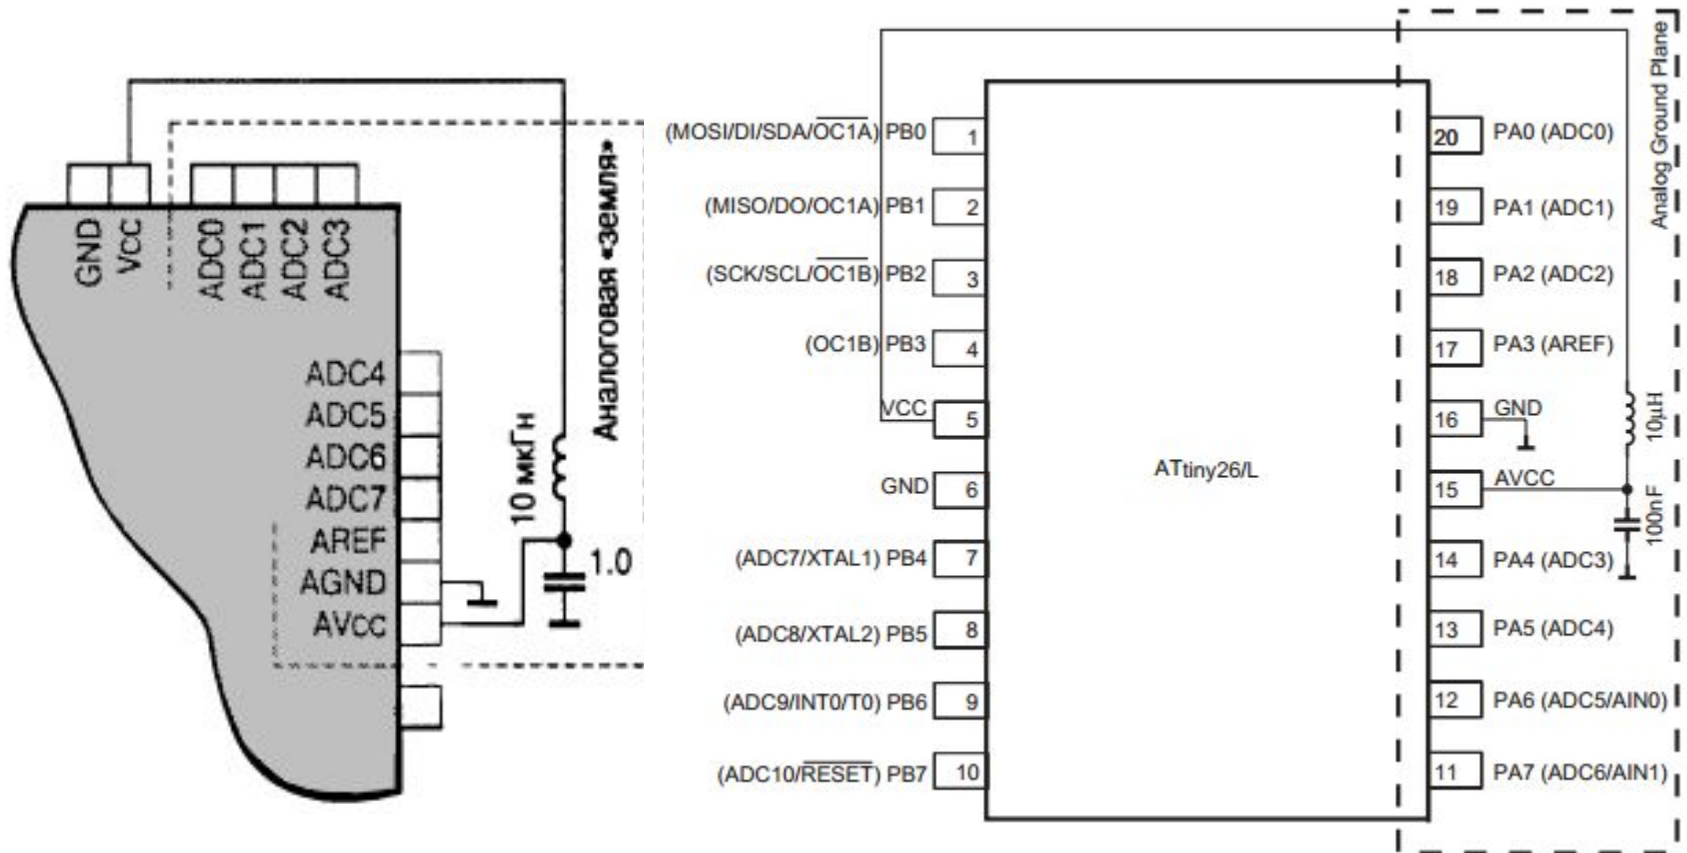 GND
Vcc
ADC0
ADC1
ADC2
ADC3
ADC4
ADC5
ADC6
ADC7
AREF
AGND
AVcc
10 мкГн
1.0
Аналоговая «земля»
(MOSI/DI/SDA/OC1A) PB0
1
(MISO/DO/OC1A) PB1
2
(SCK/SCL/OC1B) PB2
3
(OC1B) PB3
4
VCC
5
GND
6
(ADC7/XTAL1) PB4
7
(ADC8/XTAL2) PB5
8
(ADC9/INT0/T0) PB6
9
(ADC10/RESET) PB7
10
ATtiny26/L
20
PA0 (ADC0)
19
PA1 (ADC1)
18
PA2 (ADC2)
17
PA3 (AREF)
16
GND
15
AVCC
14
PA4 (ADC3)
13
PA5 (ADC4)
12
PA6 (ADC5/AIN0)
11
PA7 (ADC6/AIN1)
Analog Ground Plane
10µH
100nF